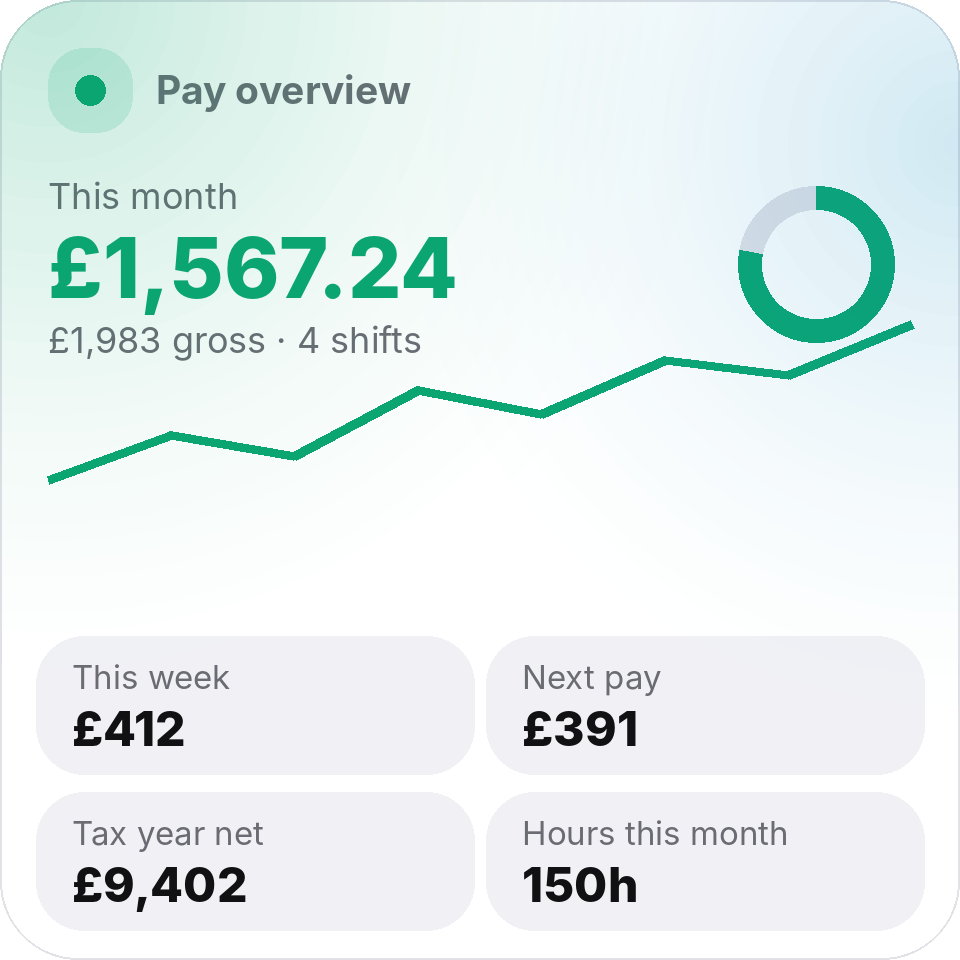 Pay overview
This month
£1,567.24
£1,983 gross · 4 shifts
This week
£412
Next pay
£391
Tax year net
£9,402
Hours this month
150h